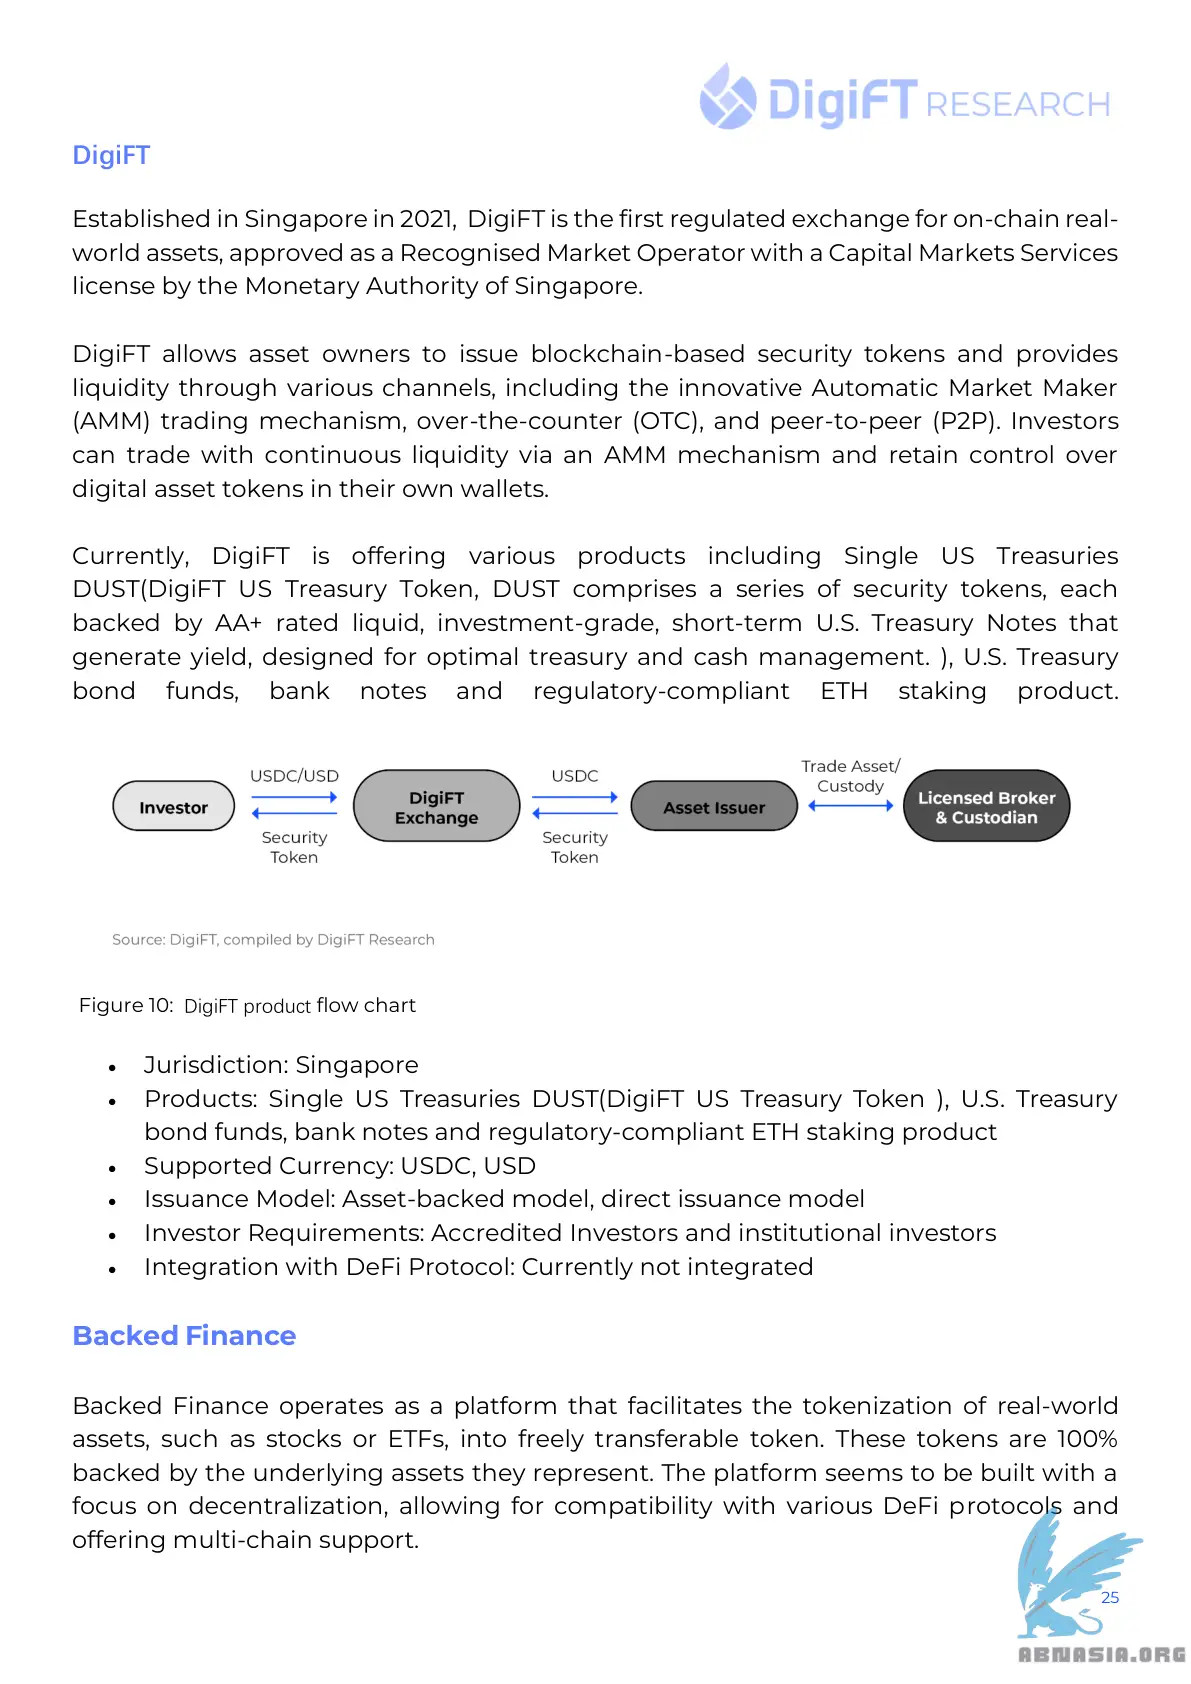 DigiFT RESEARCH
DigiFT
Established in Singapore in 2021,  DigiFT is the first regulated exchange for on-chain real-
world assets, approved as a Recognised Market Operator with a Capital Markets Services
license by the Monetary Authority of Singapore.
DigiFT allows asset owners to issue blockchain-based security tokens and provides
liquidity through various channels, including the innovative Automatic Market Maker
(AMM) trading mechanism, over-the-counter (OTC), and peer-to-peer (P2P). Investors
can trade with continuous liquidity via an AMM mechanism and retain control over
digital asset tokens in their own wallets.
Currently, DigiFT is offering various products including Single US Treasuries
DUST(DigiFT US Treasury Token, DUST comprises a series of security tokens, each
backed by AA+ rated liquid, investment-grade, short-term U.S. Treasury Notes that
generate yield, designed for optimal treasury and cash management. ), U.S. Treasury
bond funds, bank notes and regulatory-compliant ETH staking product.
Investor
USDC/USD
Security
Token
DigiFT
Exchange
USDC
Security
Token
Asset Issuer
Trade Asset/
Custody
Licensed Broker
& Custodian
Source: DigiFT, compiled by DigiFT Research
Figure 10:  DigiFT product flow chart
• Jurisdiction: Singapore
• Products: Single US Treasuries DUST(DigiFT US Treasury Token ), U.S. Treasury
bond funds, bank notes and regulatory-compliant ETH staking product
• Supported Currency: USDC, USD
• Issuance Model: Asset-backed model, direct issuance model
• Investor Requirements: Accredited Investors and institutional investors
• Integration with DeFi Protocol: Currently not integrated
Backed Finance
Backed Finance operates as a platform that facilitates the tokenization of real-world
assets, such as stocks or ETFs, into freely transferable token. These tokens are 100%
backed by the underlying assets they represent. The platform seems to be built with a
focus on decentralization, allowing for compatibility with various DeFi protocols and
offering multi-chain support.
25
ABNASIA.ORG